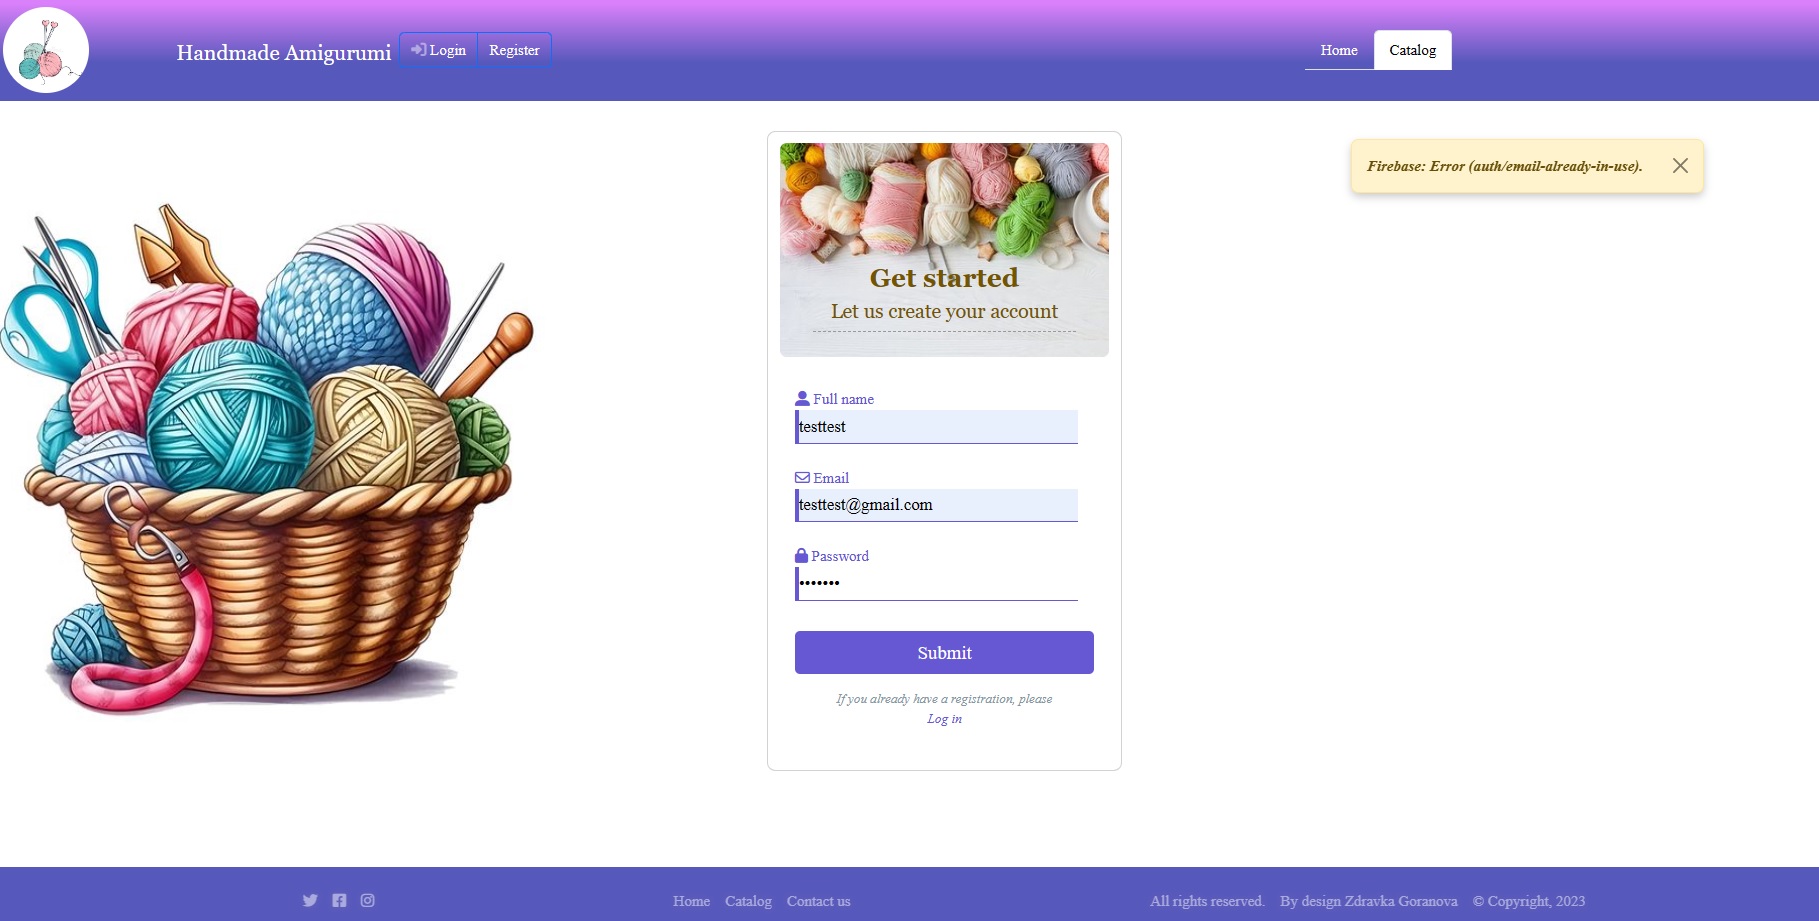 Handmade Amigurumi
Login
Register
Home
Catalog
Firebase: Error (auth/email-already-in-use).
Get started
Let us create your account
Full name
testtest
Email
testtest@gmail.com
Password
•••••••
Submit
If you already have a registration, please
Log in
Home Catalog Contact us
All rights reserved. By design Zdravka Goranova © Copyright, 2023